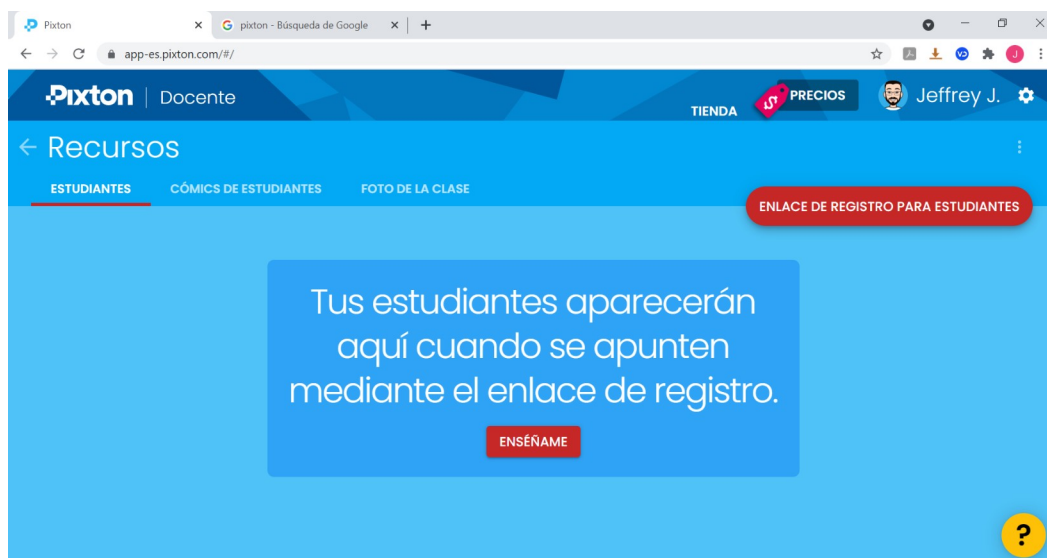 Pixton
pixton - Búsqueda de Google
app-es.pixton.com/#/
Pixton | Docente
TIENDA
$
PRECIOS
Jeffrey J.
Recursos
ESTUDIANTES
CÓMICS DE ESTUDIANTES
FOTO DE LA CLASE
ENLACE DE REGISTRO PARA ESTUDIANTES
Tus estudiantes aparecerán
aquí cuando se apunten
mediante el enlace de registro.
ENSÉÑAME
?